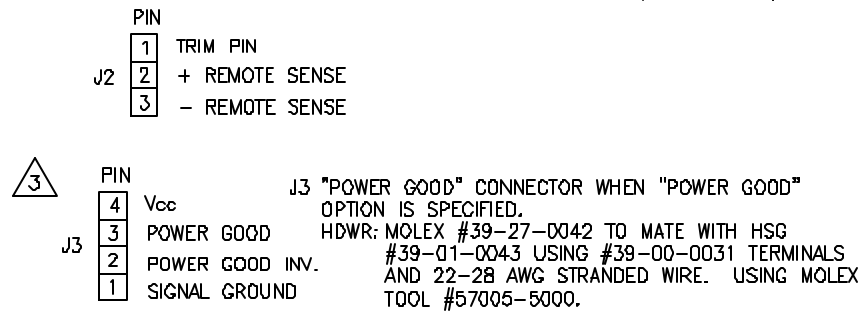 PIN
1 TRIM PIN
J2 2 + REMOTE SENSE
3 - REMOTE SENSE
3
PIN
4 Vcc
J3 3 POWER GOOD
2 POWER GOOD INV.
1 SIGNAL GROUND
J3 "POWER GOOD" CONNECTOR WHEN "POWER GOOD"
OPTION IS SPECIFIED.
HDWR: MOLEX #39-27-0042 TO MATE WITH HSG
#39-01-0043 USING #39-00-0031 TERMINALS
AND 22-28 AWG STRANDED WIRE. USING MOLEX
TOOL #57005-5000.